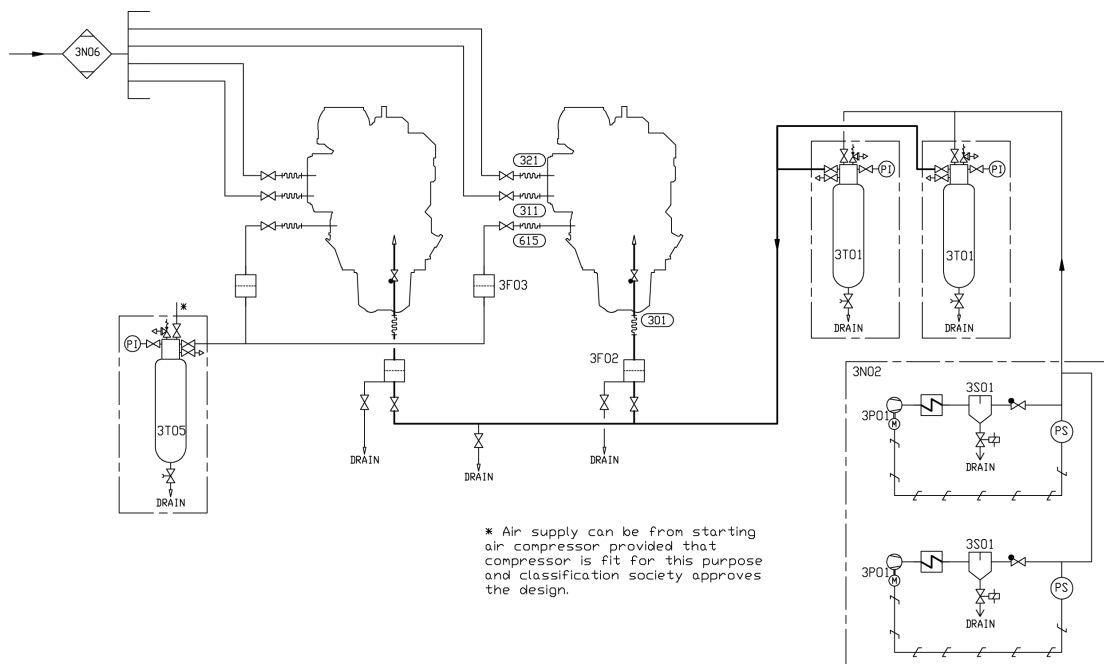 3N06
321
311
615
3F03
301
3F02
*
PI
3T05
DRAIN
DRAIN
DRAIN
DRAIN
PI
PI
3T01
3T01
DRAIN
DRAIN
3N02
3S01
3P01
M
PS
DRAIN
3S01
3P01
M
PS
DRAIN
* Air supply can be from starting
air compressor provided that
compressor is fit for this purpose
and classification society approves
the design.